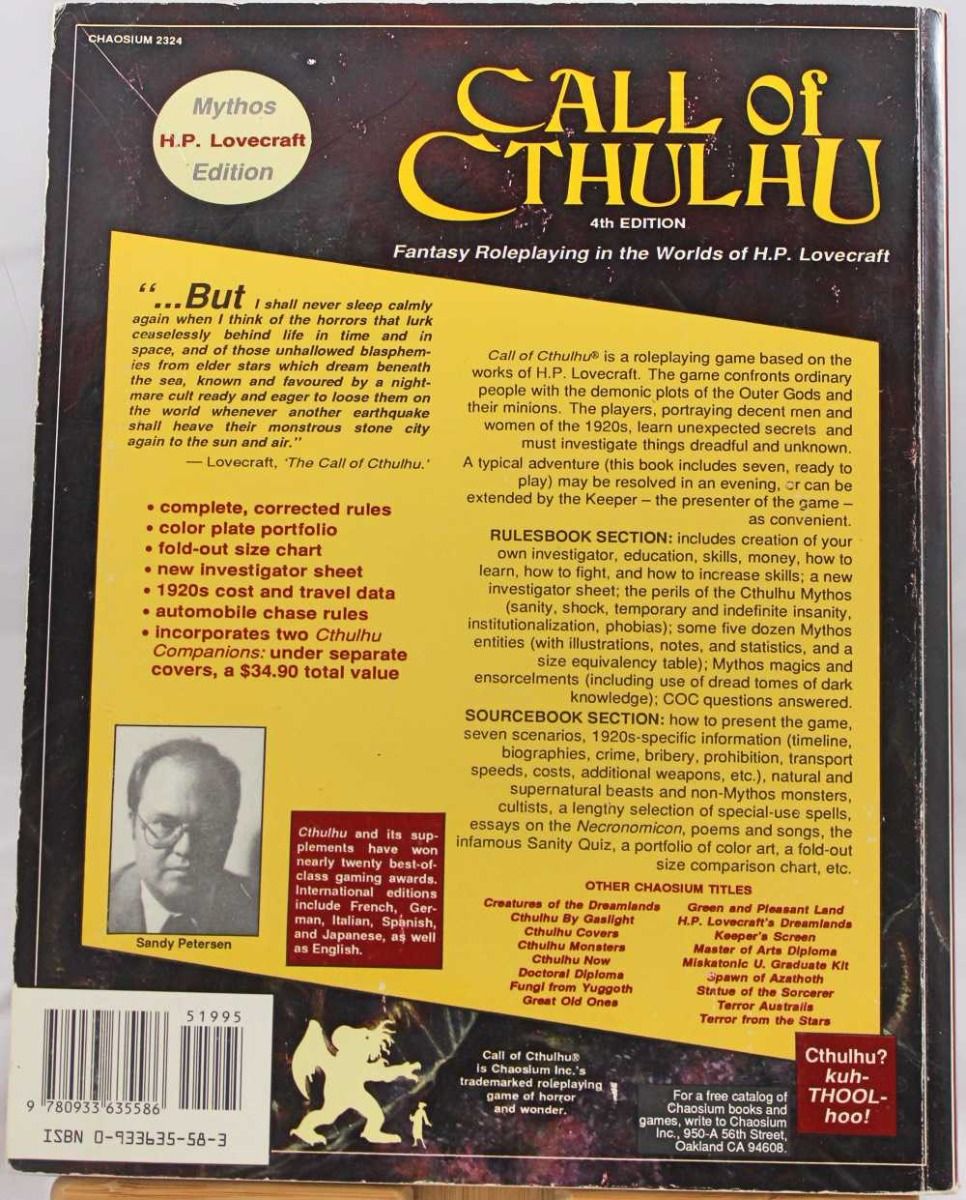 CHAOSIUM 2324
Mythos
H.P. Lovecraft
Edition
CALL of
CTHULHU
4th EDITION
Fantasy Roleplaying in the Worlds of H.P. Lovecraft
“...But I shall never sleep calmly
again when I think of the horrors that lurk
ceaselessly behind life in time and in
space, and of those unhallowed blasphem-
ies from elder stars which dream beneath
the sea, known and favoured by a night-
mare cult ready and eager to loose them on
the world whenever another earthquake
shall heave their monstrous stone city
again to the sun and air.”
— Lovecraft, ‘The Call of Cthulhu.’
• complete, corrected rules
• color plate portfolio
• fold-out size chart
• new investigator sheet
• 1920s cost and travel data
• automobile chase rules
• incorporates two Cthulhu
Companions: under separate
covers, a $34.90 total value
Sandy Petersen
Cthulhu and its sup-
plements have won
nearly twenty best-of-
class gaming awards.
International editions
include French, Ger-
man, Italian, Spanish,
and Japanese, as well
as English.
Call of Cthulhu® is a roleplaying game based on the
works of H.P. Lovecraft. The game confronts ordinary
people with the demonic plots of the Outer Gods and
their minions. The players, portraying decent men and
women of the 1920s, learn unexpected secrets and
must investigate things dreadful and unknown.
A typical adventure (this book includes seven, ready to
play) may be resolved in an evening, or can be
extended by the Keeper – the presenter of the game –
as convenient.
RULESBOOK SECTION: includes creation of your
own investigator, education, skills, money, how to
learn, how to fight, and how to increase skills; a new
investigator sheet; the perils of the Cthulhu Mythos
(sanity, shock, temporary and indefinite insanity,
institutionalization, phobias); some five dozen Mythos
entities (with illustrations, notes, and statistics, and a
size equivalency table); Mythos magics and
ensorcelments (including use of dread tomes of dark
knowledge); COC questions answered.
SOURCEBOOK SECTION: how to present the game,
seven scenarios, 1920s-specific information (timeline,
biographies, crime, bribery, prohibition, transport
speeds, costs, additional weapons, etc.), natural and
supernatural beasts and non-Mythos monsters,
cultists, a lengthy selection of special-use spells,
essays on the Necronomicon, poems and songs, the
infamous Sanity Quiz, a portfolio of color art, a fold-out
size comparison chart, etc.
OTHER CHAOSIUM TITLES
Creatures of the Dreamlands
Cthulhu By Gaslight
Cthulhu Covers
Cthulhu Monsters
Cthulhu Now
Doctoral Diploma
Fungi from Yuggoth
Great Old Ones
Green and Pleasant Land
H.P. Lovecraft's Dreamlands
Keeper's Screen
Master of Arts Diploma
Miskatonic U. Graduate Kit
Spawn of Azathoth
Statue of the Sorcerer
Terror Australis
Terror from the Stars
51995
9 780933 635586
ISBN 0-933635-58-3
Call of Cthulhu®
is Chaosium Inc.'s
trademarked roleplaying
game of horror
and wonder.
For a free catalog of
Chaosium books and
games, write to Chaosium
Inc., 950-A 56th Street,
Oakland CA 94608.
Cthulhu?
kuh-
THOOL-
hoo!